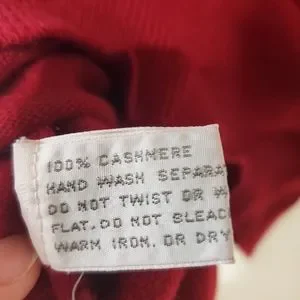 100% CASHMERE
HAND WASH SEPARA
DO NOT TWIST OR W
FLAT. DO NOT BLEAC
WARM IRON. OR DRY